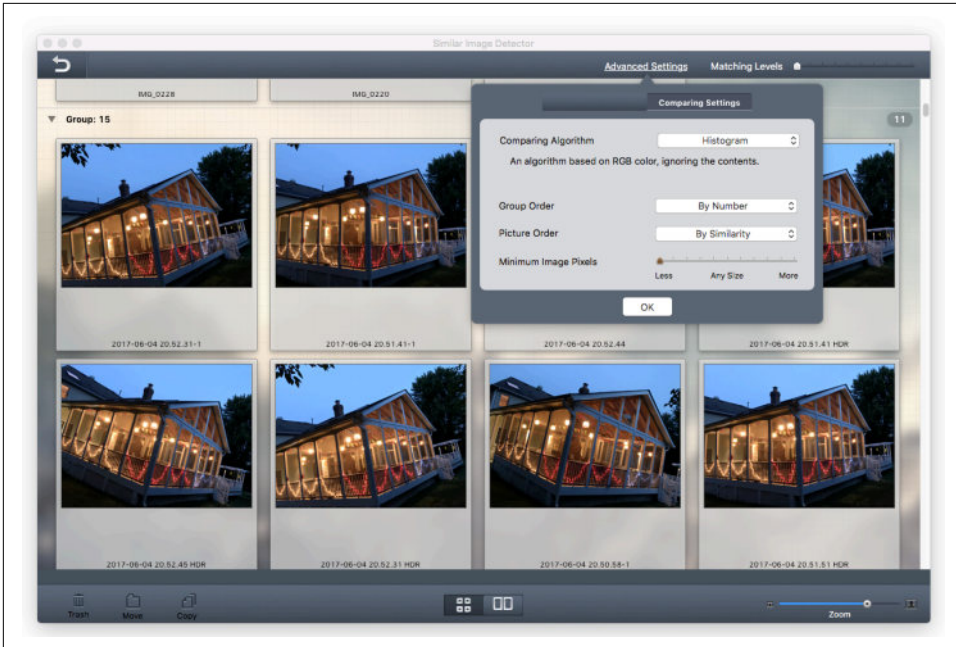 Similar Image Detector
Advanced Settings
Matching Levels
IMG_0228
IMG_0220
Group: 15
11
Comparing Settings
Comparing Algorithm
Histogram
An algorithm based on RGB color, ignoring the contents.
Group Order
By Number
Picture Order
By Similarity
Minimum Image Pixels
Less
Any Size
More
OK
2017-06-04 20.52.31-1
2017-06-04 20.51.41-1
2017-06-04 20.52.44
2017-06-04 20.51.41 HDR
2017-06-04 20.52.45 HDR
2017-06-04 20.52.31 HDR
2017-06-04 20.50.58-1
2017-06-04 20.51.51 HDR
Trash
Move
Copy
Zoom